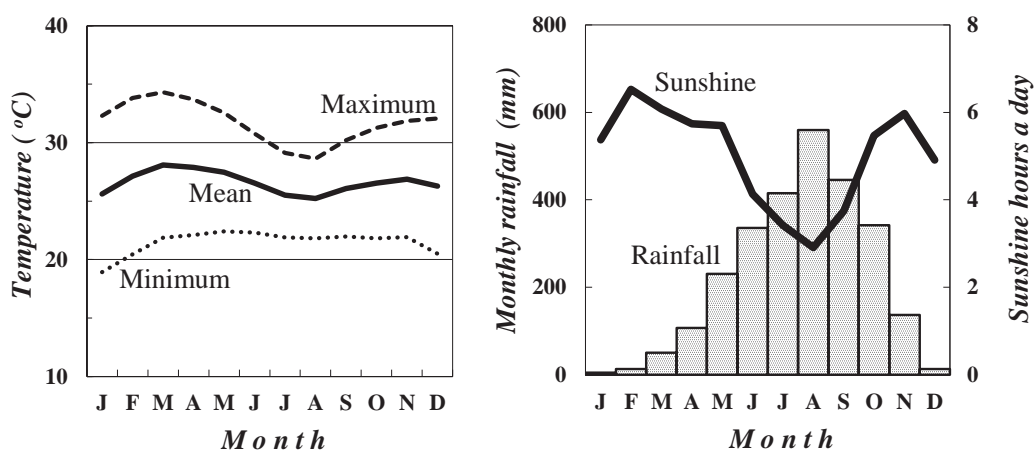 40
30
20
10
Temperature (ºC)
Maximum
Mean
Minimum
J F M A M J J A S O N D
Month
800
600
400
200
0
Monthly rainfall (mm)
Sunshine
Rainfall
8
6
4
2
0
Sunshine hours a day
J F M A M J J A S O N D
Month